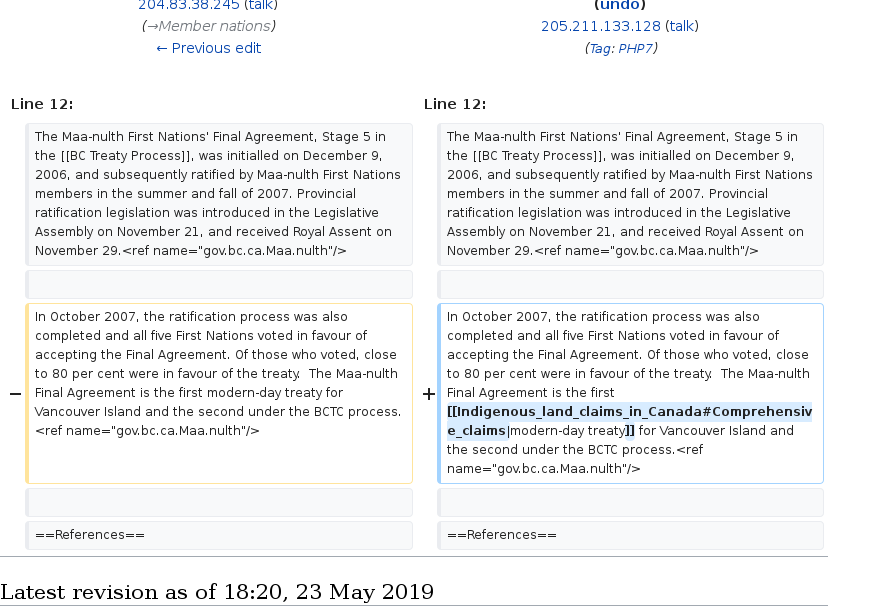 204.83.38.245 (talk)
(→Member nations)
← Previous edit
(undo)
205.211.133.128 (talk)
(Tag: PHP7)
Line 12:
Line 12:
The Maa-nulth First Nations' Final Agreement, Stage 5 in
the [[BC Treaty Process]], was initialled on December 9,
2006, and subsequently ratified by Maa-nulth First Nations
members in the summer and fall of 2007. Provincial
ratification legislation was introduced in the Legislative
Assembly on November 21, and received Royal Assent on
November 29.<ref name="gov.bc.ca.Maa.nulth"/>
The Maa-nulth First Nations' Final Agreement, Stage 5 in
the [[BC Treaty Process]], was initialled on December 9,
2006, and subsequently ratified by Maa-nulth First Nations
members in the summer and fall of 2007. Provincial
ratification legislation was introduced in the Legislative
Assembly on November 21, and received Royal Assent on
November 29.<ref name="gov.bc.ca.Maa.nulth"/>
−
In October 2007, the ratification process was also
completed and all five First Nations voted in favour of
accepting the Final Agreement. Of those who voted, close
to 80 per cent were in favour of the treaty.  The Maa-nulth
Final Agreement is the first modern-day treaty for
Vancouver Island and the second under the BCTC process.
<ref name="gov.bc.ca.Maa.nulth"/>
+
In October 2007, the ratification process was also
completed and all five First Nations voted in favour of
accepting the Final Agreement. Of those who voted, close
to 80 per cent were in favour of the treaty.  The Maa-nulth
Final Agreement is the first
[[Indigenous_land_claims_in_Canada#Comprehensiv
e_claims|modern-day treaty]] for Vancouver Island and
the second under the BCTC process.<ref
name="gov.bc.ca.Maa.nulth"/>
==References==
==References==
Latest revision as of 18:20, 23 May 2019